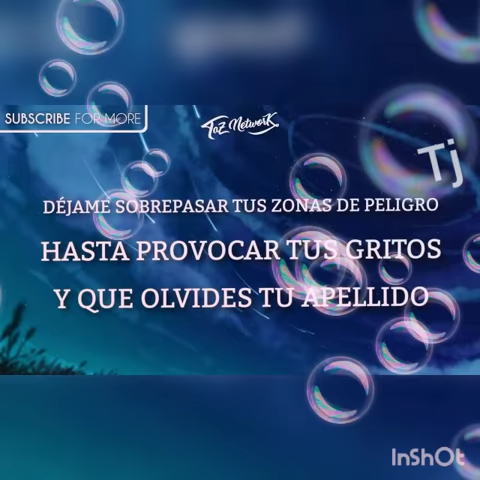 SUBSCRIBE FOR MORE
TaZ NetworK
Tj
DÉJAME SOBREPASAR TUS ZONAS DE PELIGRO
HASTA PROVOCAR TUS GRITOS
Y QUE OLVIDES TU APELLIDO
InShOt